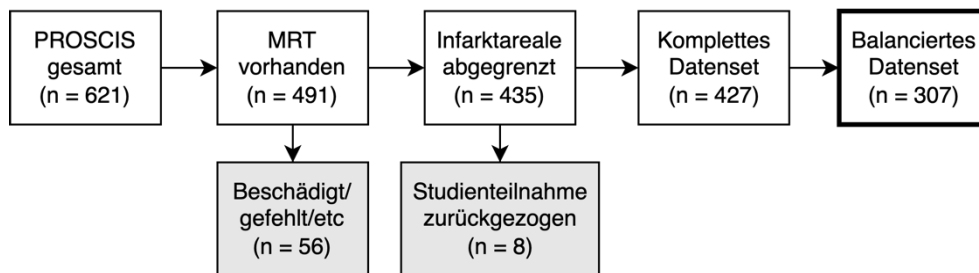 PROSCIS
gesamt
(n = 621)
MRT
vorhanden
(n = 491)
Infarktareale
abgegrenzt
(n = 435)
Komplettes
Datenset
(n = 427)
Balanciertes
Datenset
(n = 307)
Beschädigt/
gefehlt/etc
(n = 56)
Studienteilnahme
zurückgezogen
(n = 8)